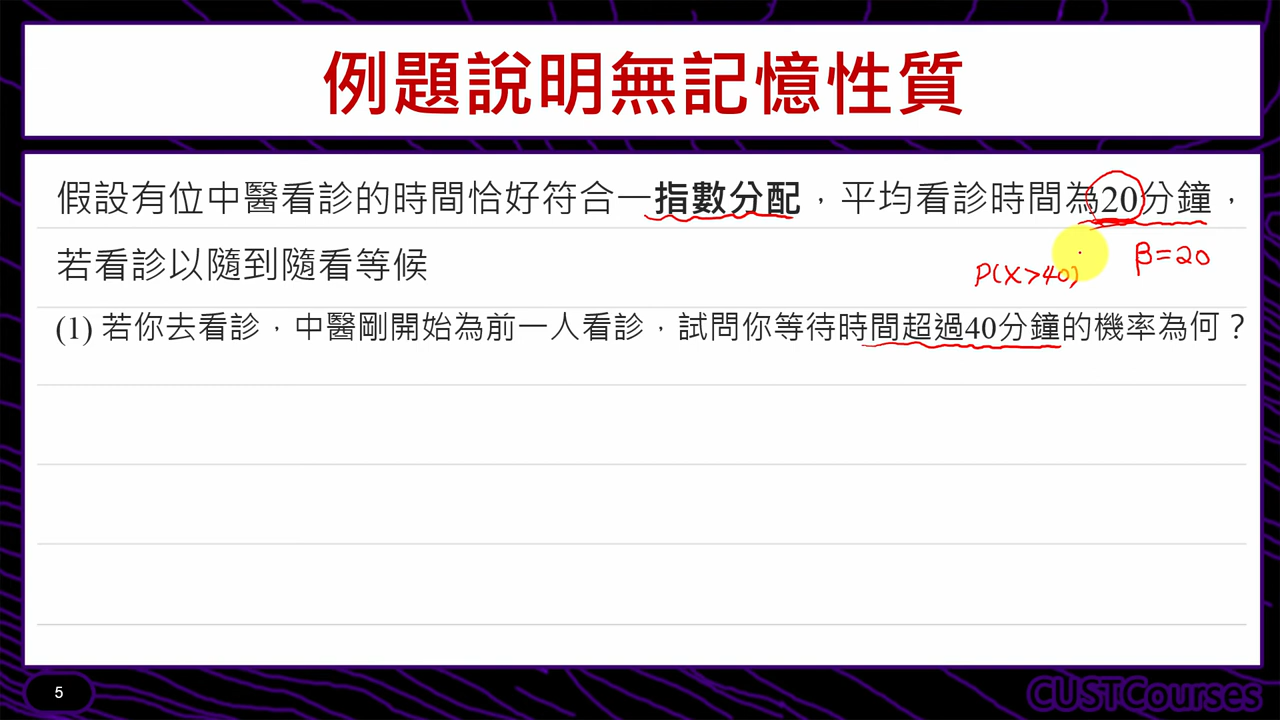 例題說明無記憶性質
假設有位中醫看診的時間恰好符合一指數分配，平均看診時間為20分鐘，
若看診以隨到隨看等候
P(X>40)
β=20
(1) 若你去看診，中醫剛開始為前一人看診，試問你等待時間超過40分鐘的機率為何？
5
CUSTCourses